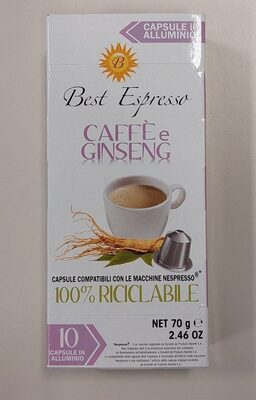 CAPSULE IN
ALLUMINIO
B
Best Espresso
CAFFÈ e
GINSENG
CAPSULE COMPATIBILI CON LE MACCHINE NESPRESSO®*
100% RICICLABILE
NET 70 g ℮
2.46 OZ
10
CAPSULE IN
ALLUMINIO